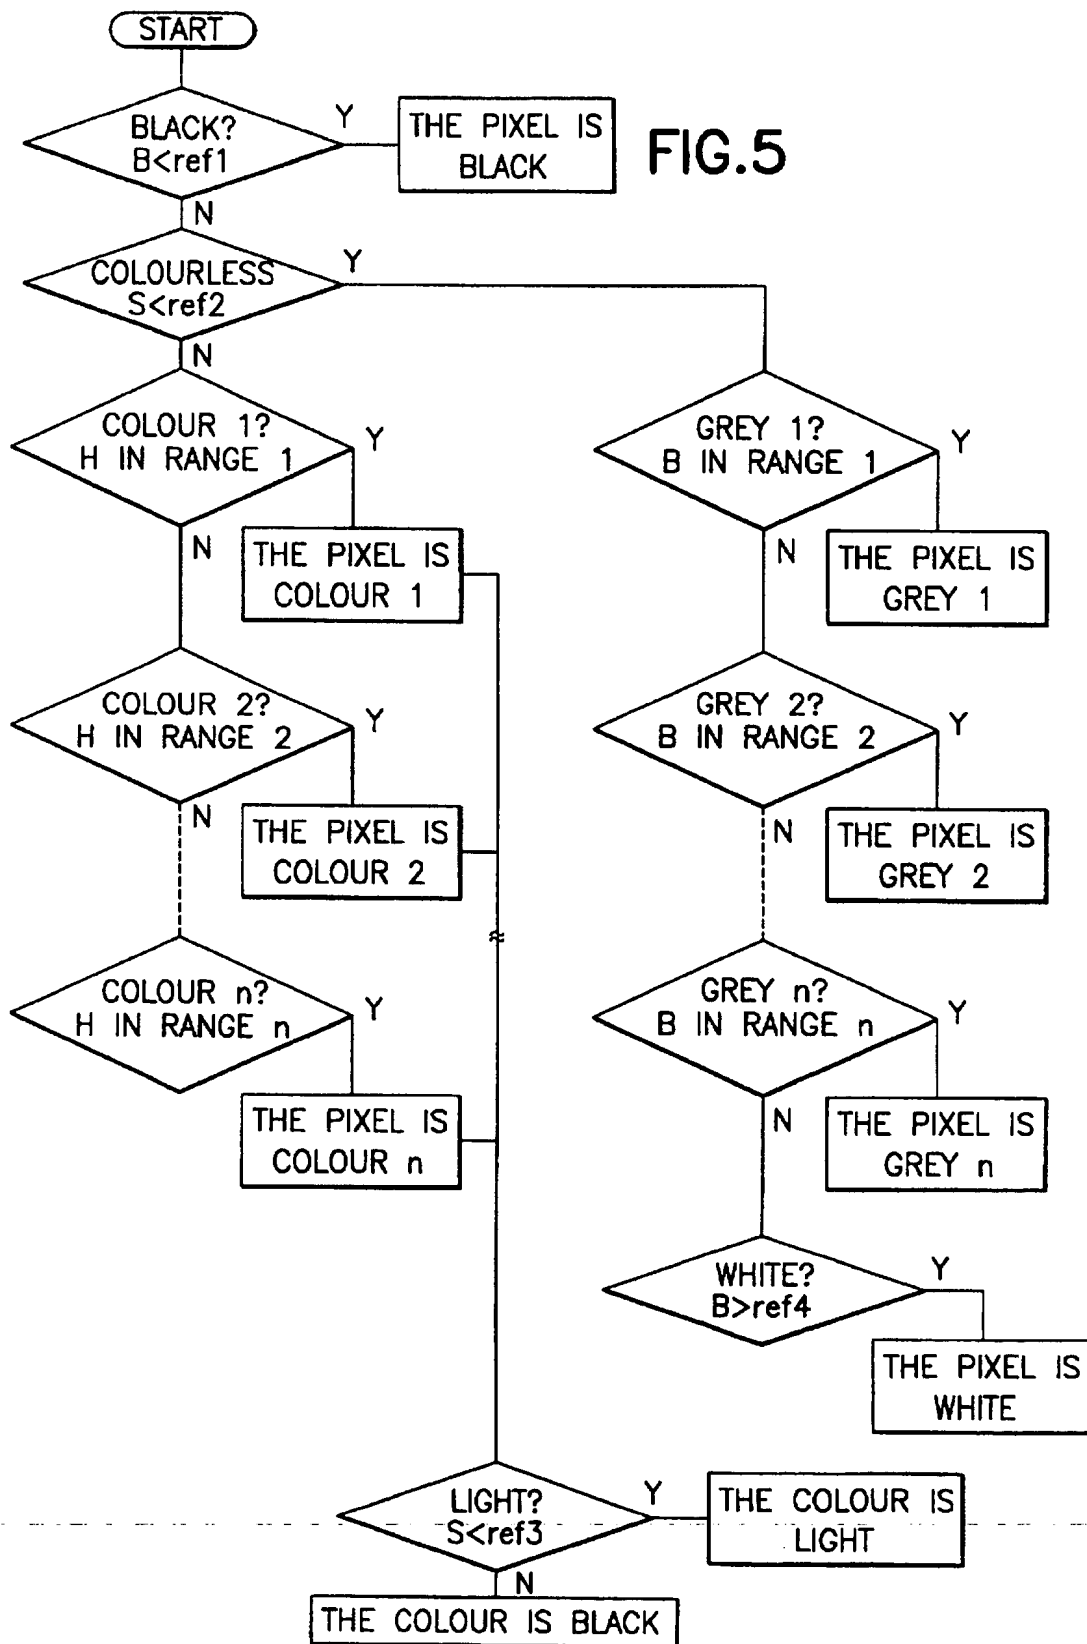 START
BLACK?
B<ref1
Y
THE PIXEL IS
BLACK
FIG.5
N
COLOURLESS
S<ref2
Y
N
COLOUR 1?
H IN RANGE 1
Y
GREY 1?
B IN RANGE 1
Y
N
THE PIXEL IS
COLOUR 1
N
THE PIXEL IS
GREY 1
COLOUR 2?
H IN RANGE 2
Y
GREY 2?
B IN RANGE 2
Y
N
THE PIXEL IS
COLOUR 2
N
THE PIXEL IS
GREY 2
COLOUR n?
H IN RANGE n
Y
GREY n?
B IN RANGE n
Y
THE PIXEL IS
COLOUR n
N
THE PIXEL IS
GREY n
WHITE?
B>ref4
Y
THE PIXEL IS
WHITE
LIGHT?
S<ref3
Y
THE COLOUR IS
LIGHT
N
THE COLOUR IS BLACK